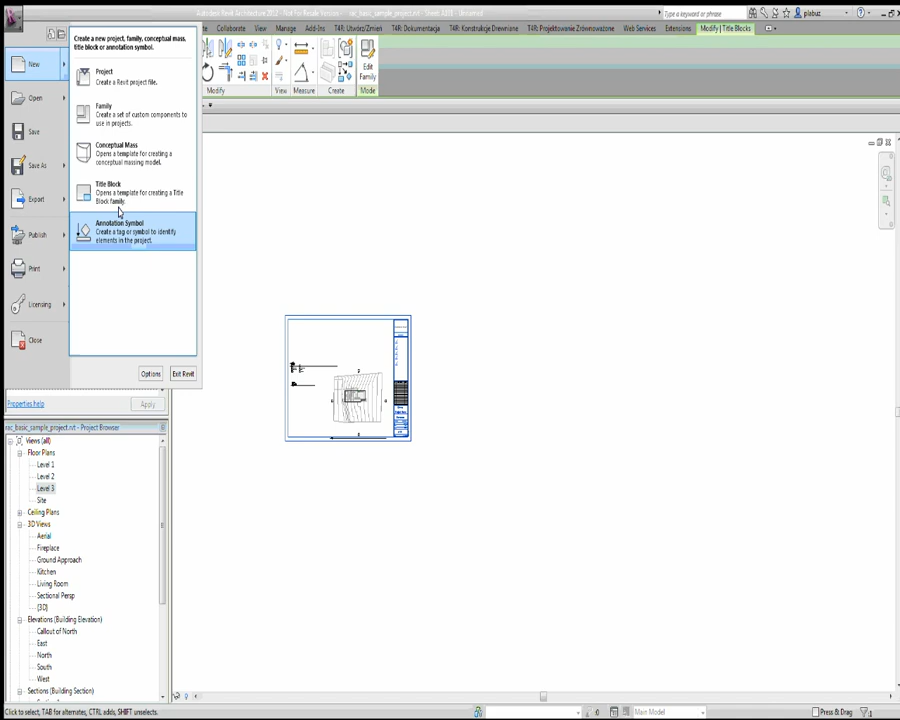 Autodesk Revit Architecture 2012 - Not For Resale Version - rac_basic_sample_project.rvt - Sheet: A101 - Unnamed
Type a keyword or phrase
plabuz
Collaborate View Manage Add-Ins T4R: Utwórz/Zmień T4R: Dokumentacja T4R: Konstrukcje Drewniane T4R: Projektowanie Zrównoważone Web Services Extensions Modify | Title Blocks
Edit
Family
Modify View Measure Create Mode
Create a new project, family, conceptual mass,
title block or annotation symbol.
New
Open
Save
Save As
Export
Publish
Print
Licensing
Close
Project
Create a Revit project file.
Family
Create a set of custom components to
use in projects.
Conceptual Mass
Opens a template for creating a
conceptual massing model.
Title Block
Opens a template for creating a Title
Block family.
Annotation Symbol
Create a tag or symbol to identify
elements in the project.
Options
Exit Revit
Properties help
Apply
rac_basic_sample_project.rvt - Project Browser
Views (all)
Floor Plans
Level 1
Level 2
Level 3
Site
Ceiling Plans
3D Views
Aerial
Fireplace
Ground Approach
Kitchen
Living Room
Sectional Persp
{3D}
Elevations (Building Elevation)
Callout of North
East
North
South
West
Sections (Building Section)
Click to select, TAB for alternates, CTRL adds, SHIFT unselects.
:0
Main Model
Press & Drag
:1